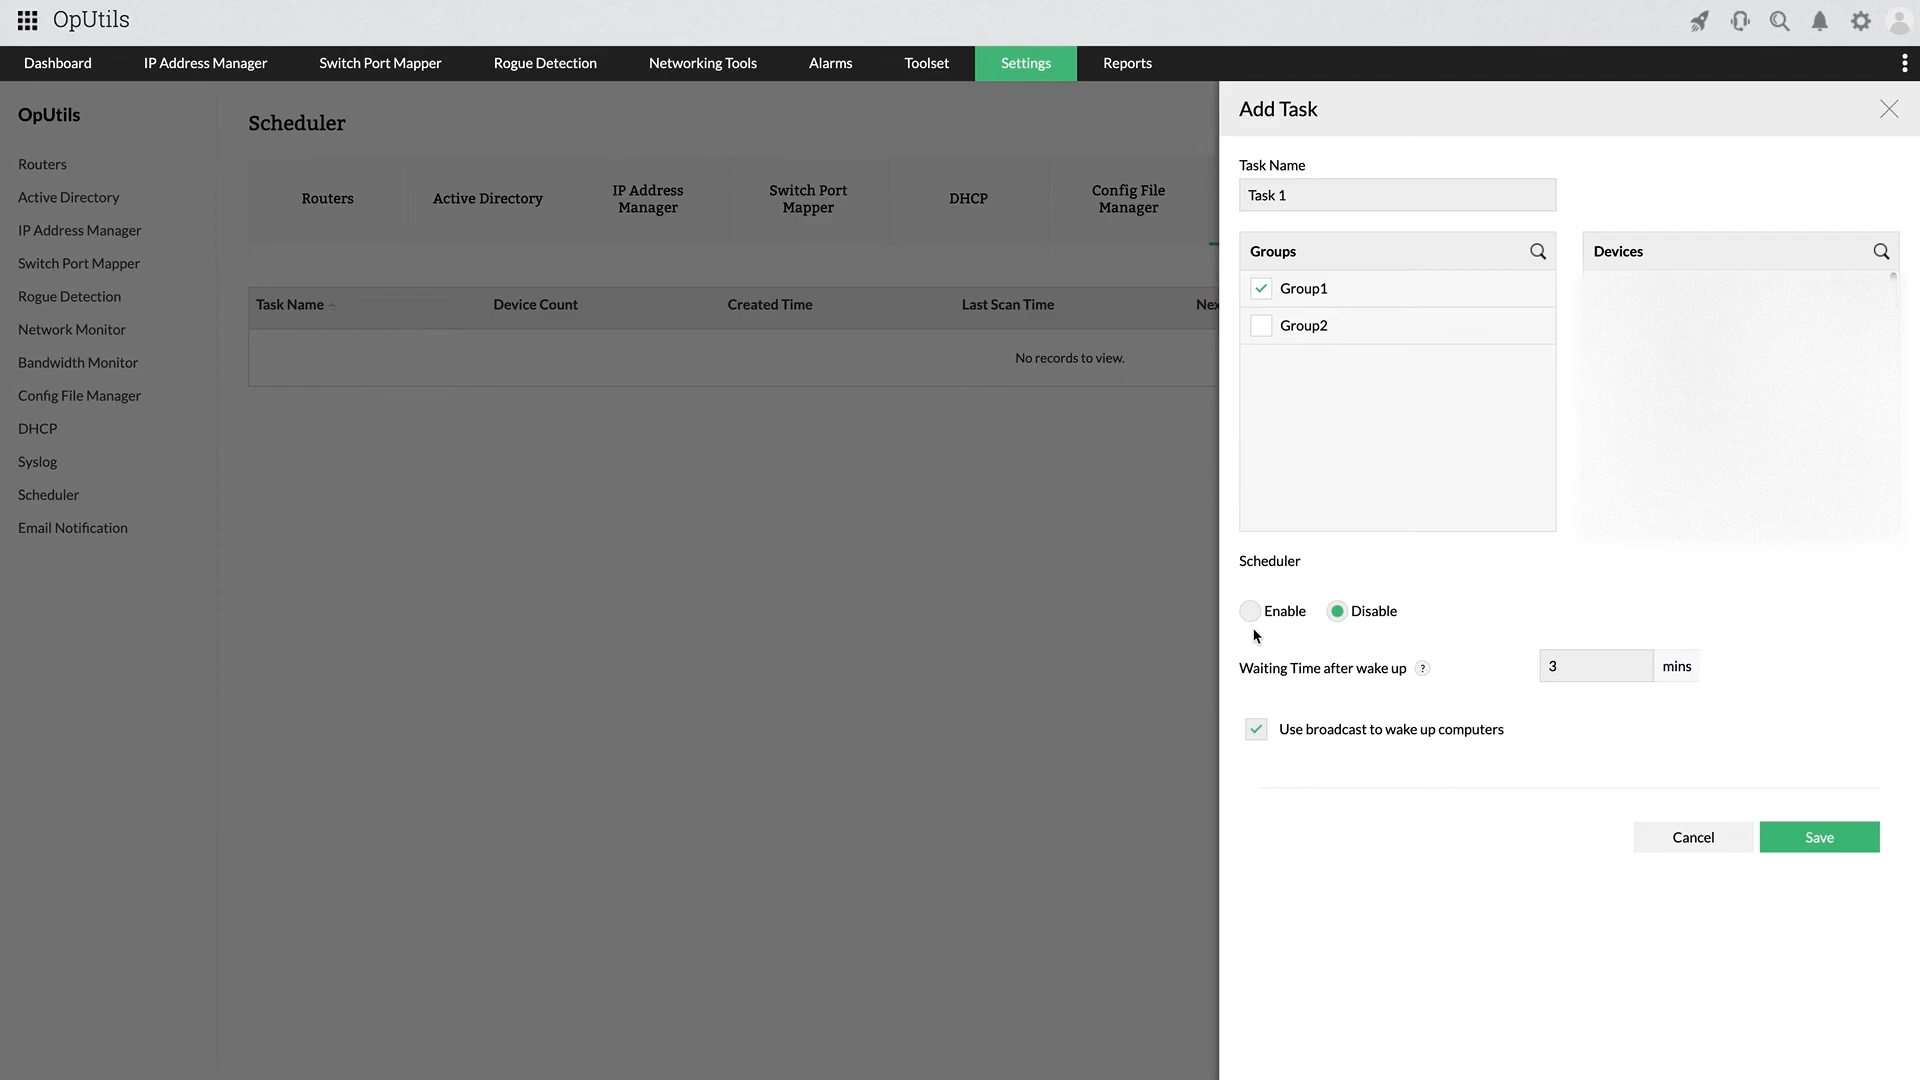 OpUtils
Dashboard IP Address Manager Switch Port Mapper Rogue Detection Networking Tools Alarms Toolset Settings Reports
OpUtils
Routers
Active Directory
IP Address Manager
Switch Port Mapper
Rogue Detection
Network Monitor
Bandwidth Monitor
Config File Manager
DHCP
Syslog
Scheduler
Email Notification
Scheduler
Routers
Active Directory
IP Address
Manager
Switch Port
Mapper
DHCP
Config File
Manager
Task Name Device Count Created Time Last Scan Time Nex
No records to view.
Add Task
Task Name
Task 1
Groups
Group1
Group2
Devices
Scheduler
Enable Disable
Waiting Time after wake up ? 3 mins
Use broadcast to wake up computers
Cancel Save